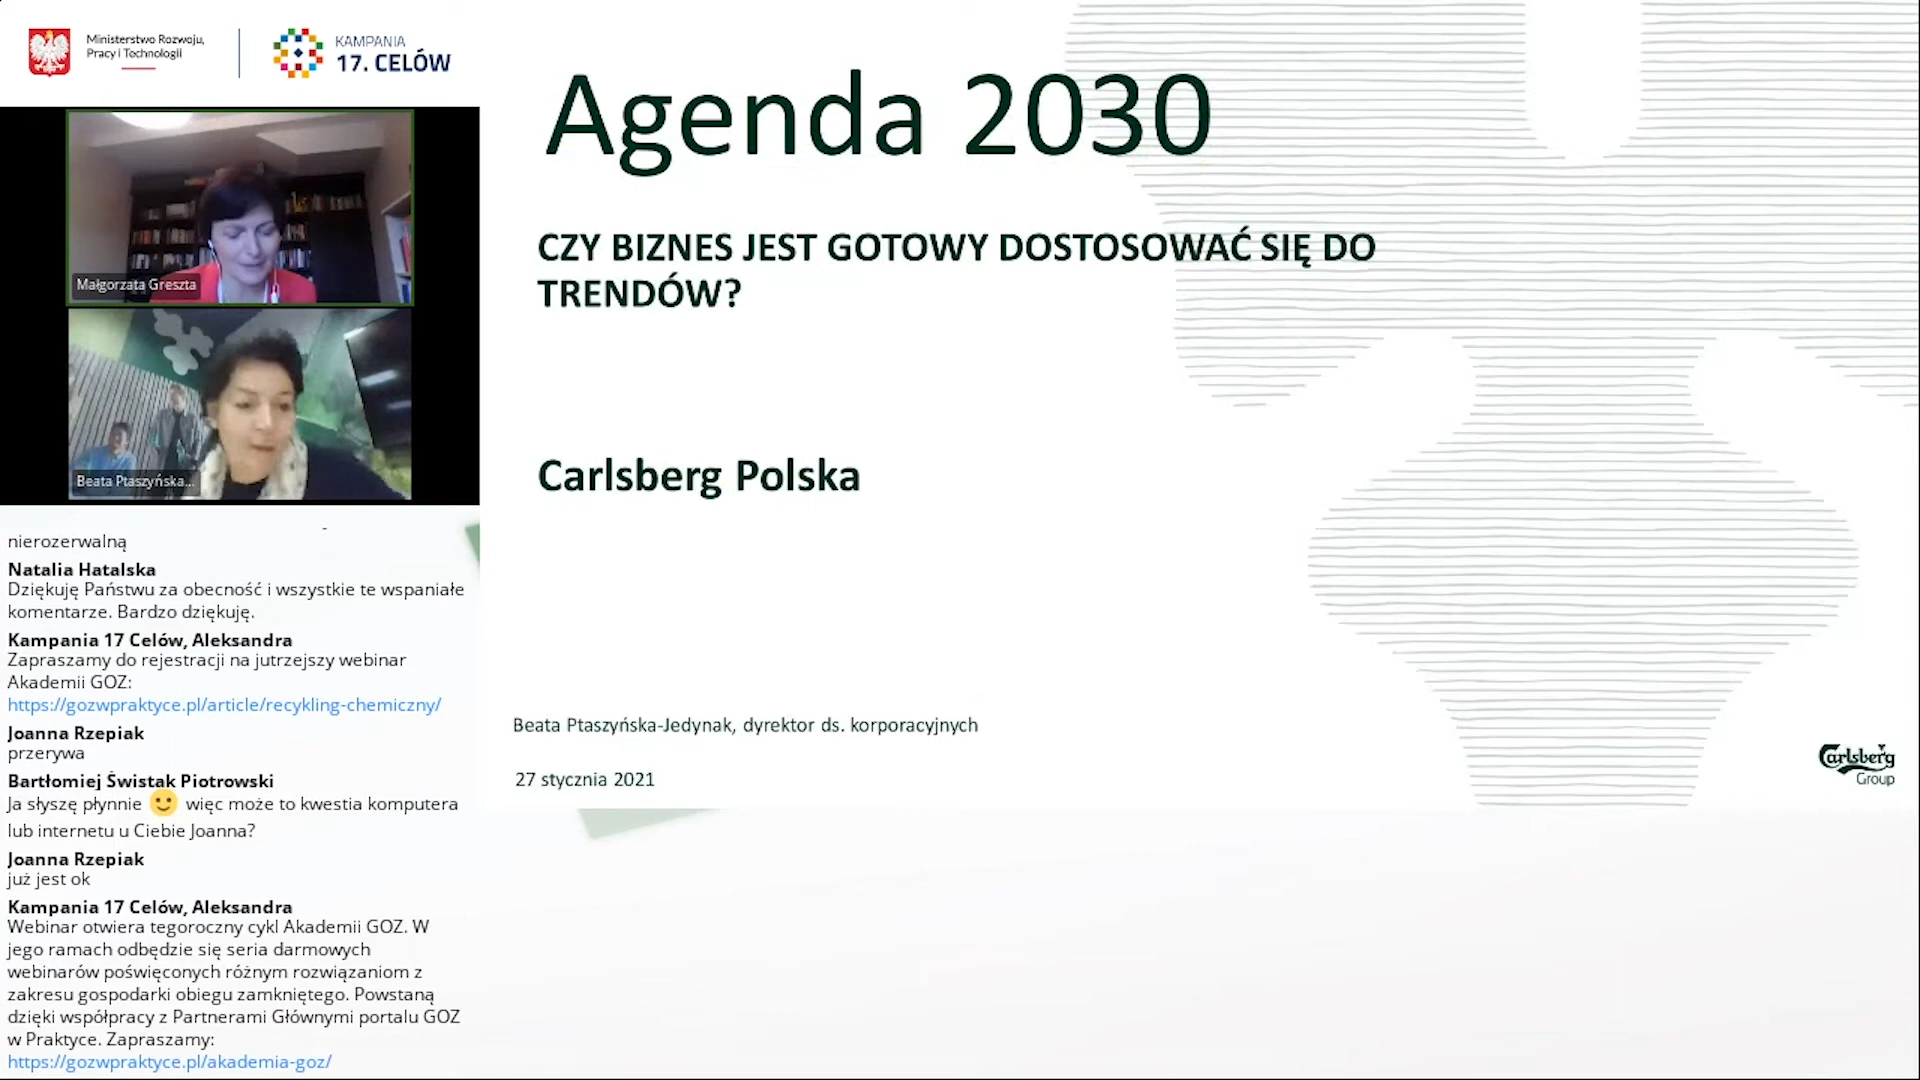 Ministerstwo Rozwoju,
Pracy i Technologii
KAMPANIA
17. CELÓW
Małgorzata Greszta
Beata Ptaszyńska...
nierozerwalną
Natalia Hatalska
Dziękuję Państwu za obecność i wszystkie te wspaniałe
komentarze. Bardzo dziękuję.
Kampania 17 Celów, Aleksandra
Zapraszamy do rejestracji na jutrzejszy webinar
Akademii GOZ:
https://gozwpraktyce.pl/article/recykling-chemiczny/
Joanna Rzepiak
przerywa
Bartłomiej Świstak Piotrowski
Ja słyszę płynnie 🙂 więc może to kwestia komputera
lub internetu u Ciebie Joanna?
Joanna Rzepiak
już jest ok
Kampania 17 Celów, Aleksandra
Webinar otwiera tegoroczny cykl Akademii GOZ. W
jego ramach odbędzie się seria darmowych
webinarów poświęconych różnym rozwiązaniom z
zakresu gospodarki obiegu zamkniętego. Powstaną
dzięki współpracy z Partnerami Głównymi portalu GOZ
w Praktyce. Zapraszamy:
https://gozwpraktyce.pl/akademia-goz/
Agenda 2030
CZY BIZNES JEST GOTOWY DOSTOSOWAĆ SIĘ DO
TRENDÓW?
Carlsberg Polska
Beata Ptaszyńska-Jedynak, dyrektor ds. korporacyjnych
27 stycznia 2021
Carlsberg
Group